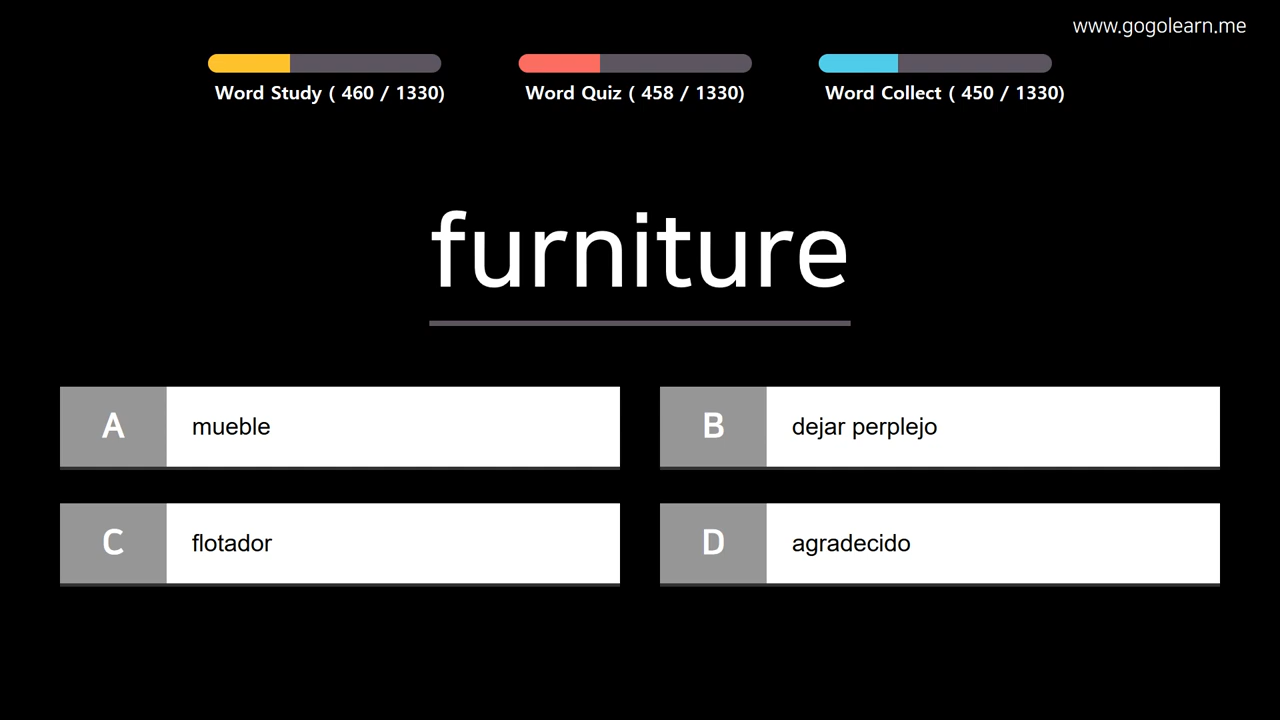 www.gogolearn.me
Word Study ( 460 / 1330)
Word Quiz ( 458 / 1330)
Word Collect ( 450 / 1330)
furniture
A mueble
B dejar perplejo
C flotador
D agradecido